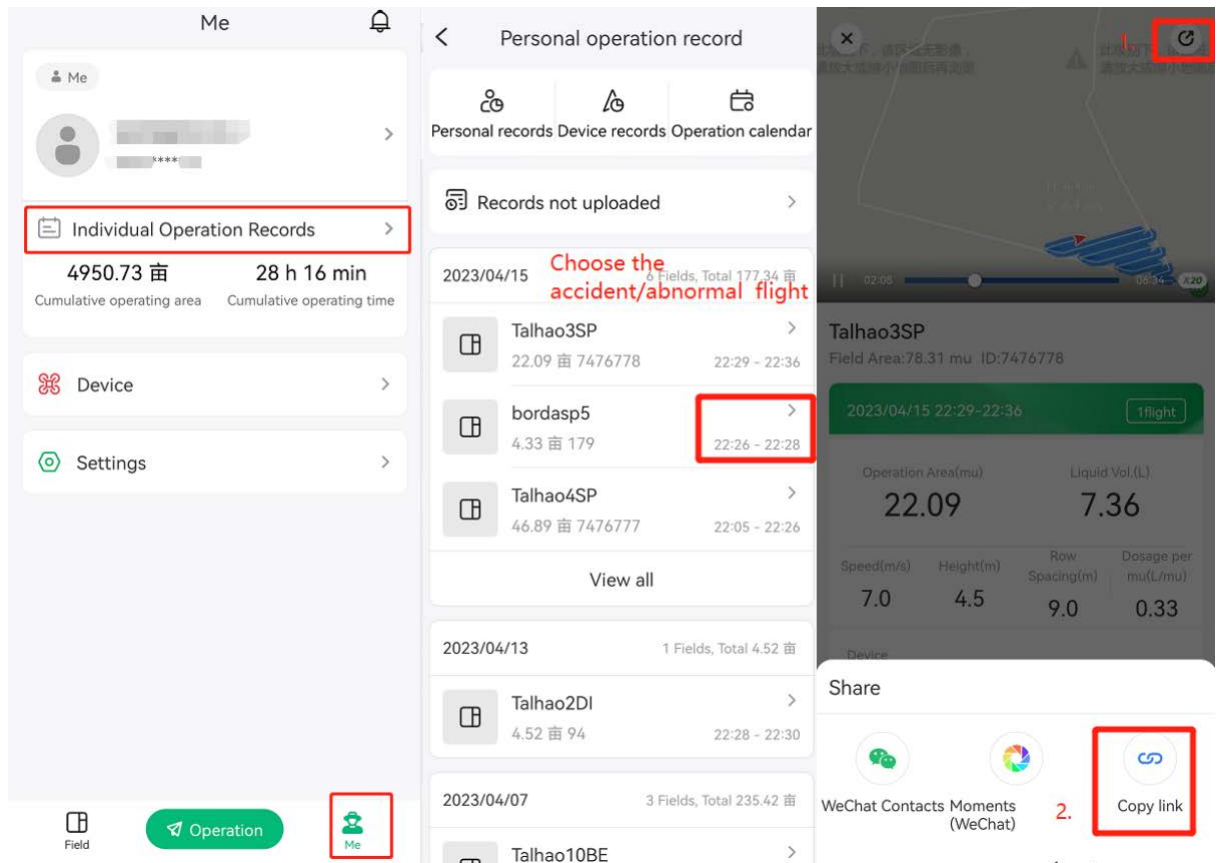 Me
Me
****
Individual Operation Records
4950.73 亩
28 h 16 min
Cumulative operating area
Cumulative operating time
Device
Settings
Field
Operation
Me
Personal operation record
Personal records
Device records
Operation calendar
Records not uploaded
2023/04/15
6 Fields, Total 177.34 亩
Choose the
accident/abnormal flight
Talhao3SP
22.09 亩 7476778
22:29 - 22:36
bordasp5
4.33 亩 179
22:26 - 22:28
Talhao4SP
46.89 亩 7476777
22:05 - 22:26
View all
2023/04/13
1 Fields, Total 4.52 亩
Talhao2DI
4.52 亩 94
22:28 - 22:30
2023/04/07
3 Fields, Total 235.42 亩
Talhao10BE
1.
02:06
06:34
X20
Talhao3SP
Field Area:78.31 mu ID:7476778
2023/04/15 22:29-22:36
1flight
Operation Area(mu)
Liquid Vol.(L)
22.09
7.36
Speed(m/s)
Height(m)
Row
Spacing(m)
Dosage per
mu(L/mu)
7.0
4.5
9.0
0.33
Device
Share
WeChat Contacts
Moments
(WeChat)
2.
Copy link